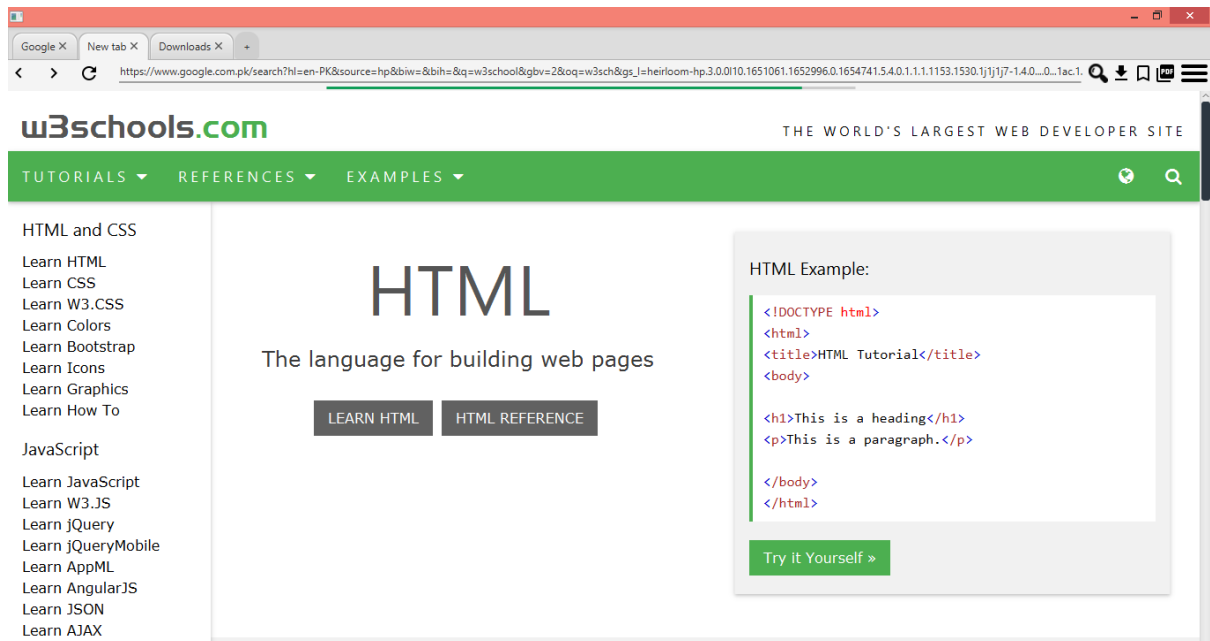 Google New tab Downloads +
https://www.google.com.pk/search?hl=en-PK&source=hp&biw=&bih=&q=w3school&gbv=2&oq=w3sch&gs_l=heirloom-hp.3.0.0l10.1651061.1652996.0.1654741.5.4.0.1.1.1.1153.1530.1j1j1j7-1.4.0....0...1ac.1. PDF
w3schools.com
THE WORLD'S LARGEST WEB DEVELOPER SITE
TUTORIALS REFERENCES EXAMPLES
HTML and CSS
Learn HTML
Learn CSS
Learn W3.CSS
Learn Colors
Learn Bootstrap
Learn Icons
Learn Graphics
Learn How To
JavaScript
Learn JavaScript
Learn W3.JS
Learn jQuery
Learn jQueryMobile
Learn AppML
Learn AngularJS
Learn JSON
Learn AJAX
HTML
The language for building web pages
LEARN HTML HTML REFERENCE
HTML Example:
<!DOCTYPE html>
<html>
<title>HTML Tutorial</title>
<body>
<h1>This is a heading</h1>
<p>This is a paragraph.</p>
</body>
</html>
Try it Yourself »